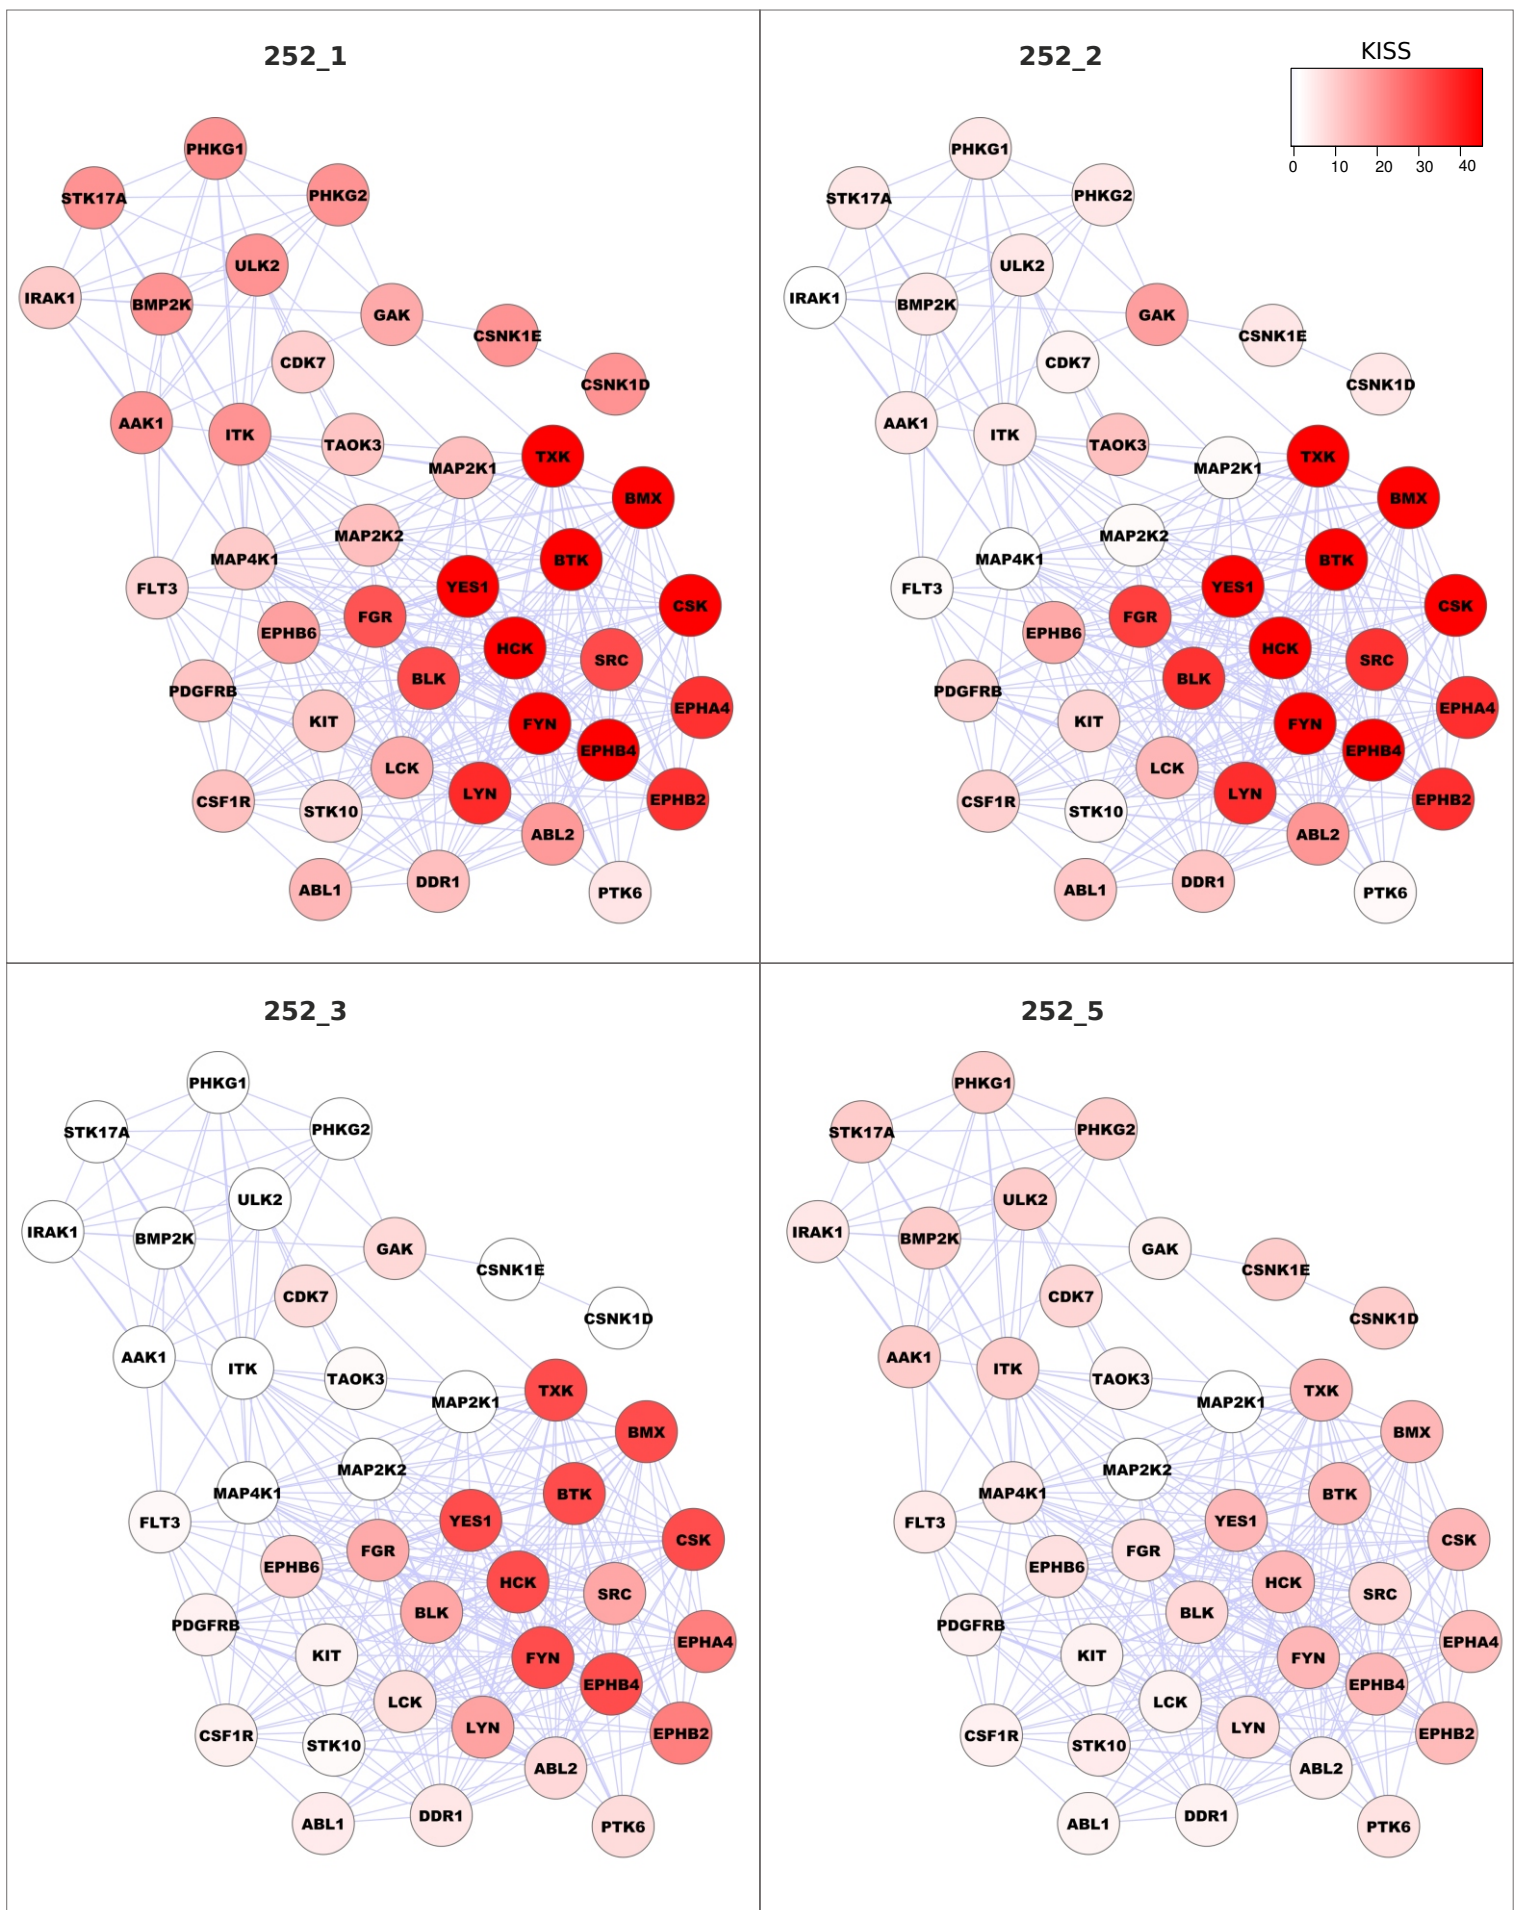 252_1
PHKG1
STK17A
PHKG2
ULK2
IRAK1
BMP2K
GAK
CSNK1E
CDK7
CSNK1D
AAK1
ITK
TAOK3
TXK
MAP2K1
BMX
MAP2K2
MAP4K1
BTK
FLT3
YES1
CSK
FGR
EPHB6
HCK
SRC
BLK
PDGFRB
EPHA4
KIT
FYN
EPHB4
LCK
LYN
EPHB2
CSF1R
STK10
ABL2
DDR1
ABL1
PTK6
252_2
KISS
0 10 20 30 40
PHKG1
STK17A
PHKG2
ULK2
IRAK1
BMP2K
GAK
CSNK1E
CDK7
CSNK1D
AAK1
ITK
TAOK3
TXK
MAP2K1
BMX
MAP2K2
MAP4K1
BTK
FLT3
YES1
CSK
FGR
EPHB6
HCK
SRC
BLK
PDGFRB
EPHA4
KIT
FYN
EPHB4
LCK
LYN
EPHB2
CSF1R
STK10
ABL2
DDR1
ABL1
PTK6
252_3
PHKG1
STK17A
PHKG2
ULK2
IRAK1
BMP2K
GAK
CSNK1E
CDK7
CSNK1D
AAK1
ITK
TAOK3
TXK
MAP2K1
BMX
MAP2K2
MAP4K1
BTK
FLT3
YES1
CSK
FGR
EPHB6
HCK
SRC
BLK
PDGFRB
EPHA4
KIT
FYN
EPHB4
LCK
LYN
EPHB2
CSF1R
STK10
ABL2
DDR1
ABL1
PTK6
252_5
PHKG1
STK17A
PHKG2
ULK2
IRAK1
BMP2K
GAK
CSNK1E
CDK7
CSNK1D
AAK1
ITK
TAOK3
TXK
MAP2K1
BMX
MAP2K2
MAP4K1
BTK
FLT3
YES1
CSK
FGR
EPHB6
HCK
SRC
BLK
PDGFRB
EPHA4
KIT
FYN
EPHB4
LCK
LYN
EPHB2
CSF1R
STK10
ABL2
DDR1
ABL1
PTK6